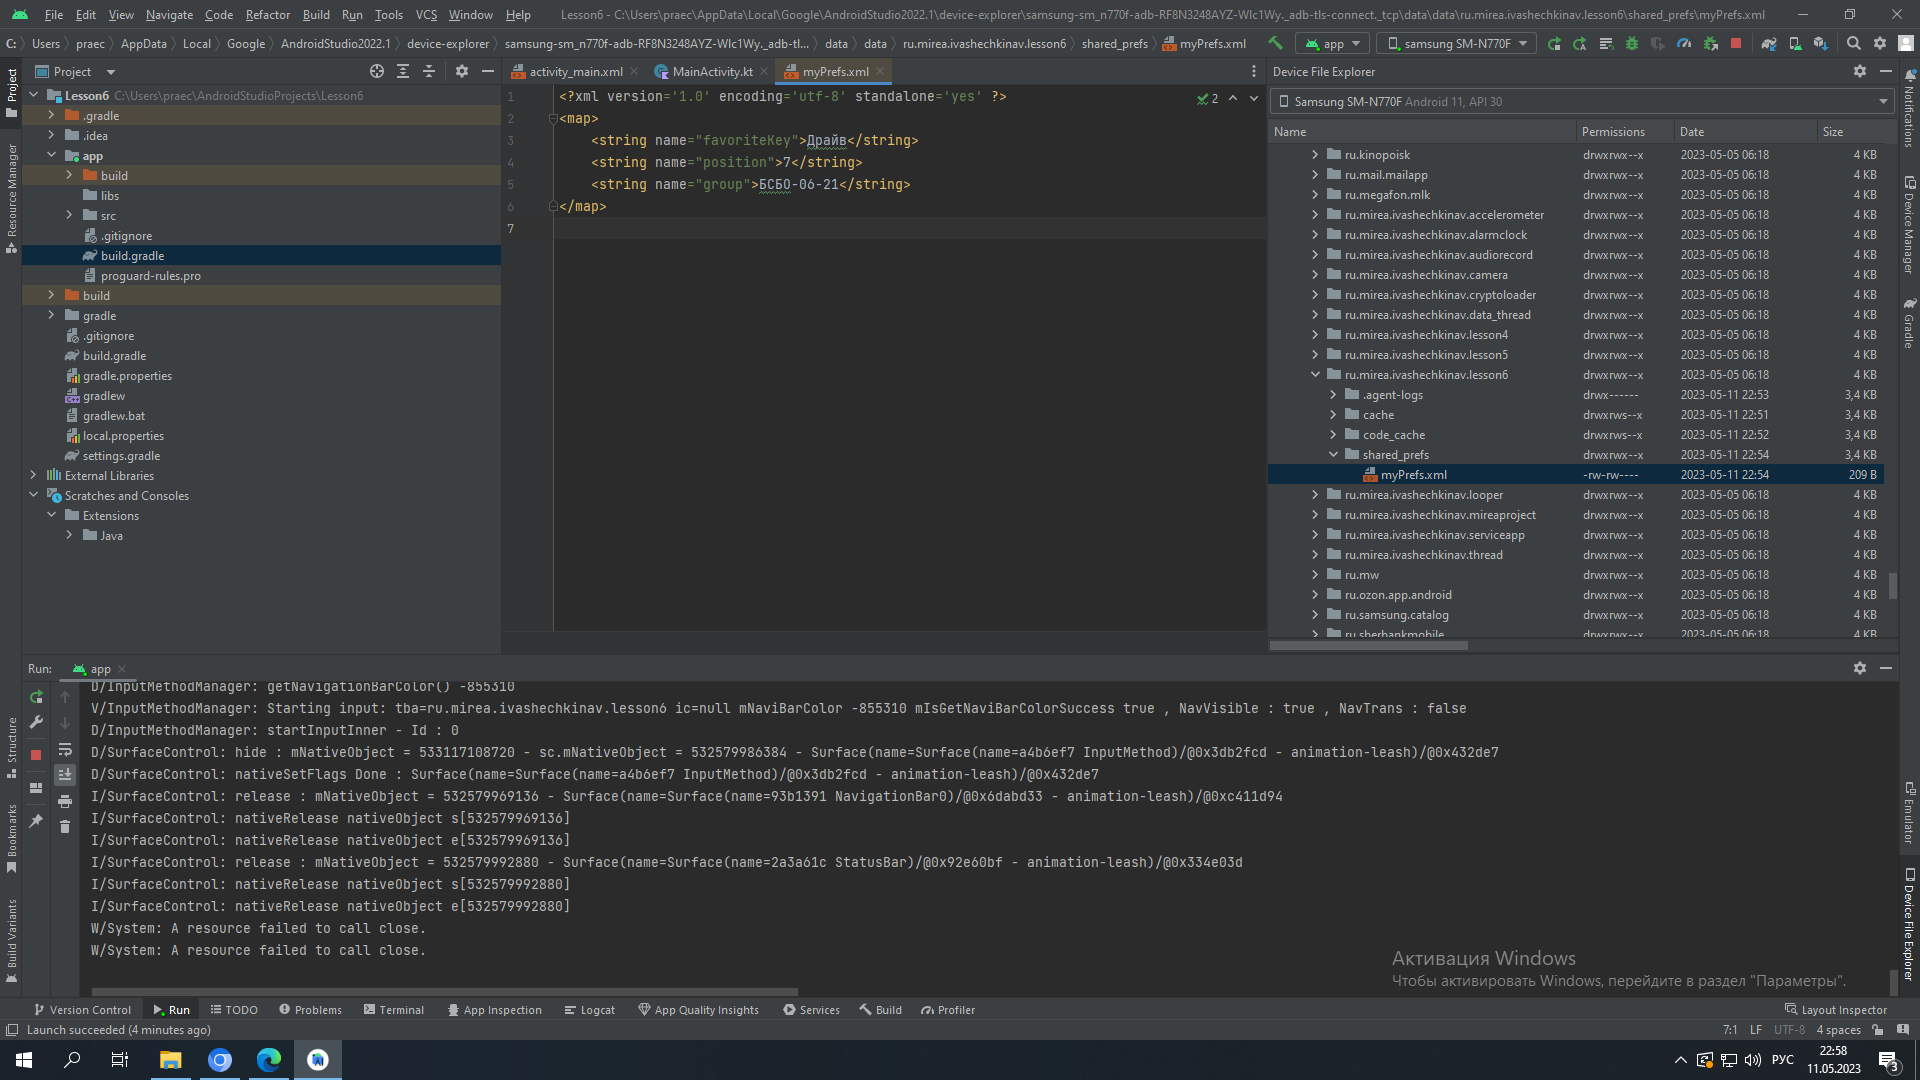 File Edit View Navigate Code Refactor Build Run Tools VCS Window Help Lesson6 - C:\Users\praec\AppData\Local\Google\AndroidStudio2022.1\device-explorer\samsung-sm_n770f-adb-RF8N3248AYZ-WIc1Wy._adb-tls-connect._tcp\data\data\ru.mirea.ivashechkinav.lesson6\shared_prefs\myPrefs.xml
C: Users praec AppData Local Google AndroidStudio2022.1 device-explorer samsung-sm_n770f-adb-RF8N3248AYZ-WIc1Wy._adb-tl... data data ru.mirea.ivashechkinav.lesson6 shared_prefs myPrefs.xml app samsung SM-N770F
Project
Resource Manager
Structure
Bookmarks
Build Variants
Project
Lesson6 C:\Users\praec\AndroidStudioProjects\Lesson6
.gradle
.idea
app
build
libs
src
.gitignore
build.gradle
proguard-rules.pro
build
gradle
.gitignore
build.gradle
gradle.properties
gradlew
gradlew.bat
local.properties
settings.gradle
External Libraries
Scratches and Consoles
Extensions
Java
activity_main.xml MainActivity.kt myPrefs.xml
1 <?xml version='1.0' encoding='utf-8' standalone='yes' ?> 2
2 <map>
3 <string name="favoriteKey">Драйв</string>
4 <string name="position">7</string>
5 <string name="group">БСБО-06-21</string>
6 </map>
7
Device File Explorer
Samsung SM-N770F Android 11, API 30
Name Permissions Date Size
ru.kinopoisk drwxrwx--x 2023-05-05 06:18 4 KB
ru.mail.mailapp drwxrwx--x 2023-05-05 06:18 4 KB
ru.megafon.mlk drwxrwx--x 2023-05-05 06:18 4 KB
ru.mirea.ivashechkinav.accelerometer drwxrwx--x 2023-05-05 06:18 4 KB
ru.mirea.ivashechkinav.alarmclock drwxrwx--x 2023-05-05 06:18 4 KB
ru.mirea.ivashechkinav.audiorecord drwxrwx--x 2023-05-05 06:18 4 KB
ru.mirea.ivashechkinav.camera drwxrwx--x 2023-05-05 06:18 4 KB
ru.mirea.ivashechkinav.cryptoloader drwxrwx--x 2023-05-05 06:18 4 KB
ru.mirea.ivashechkinav.data_thread drwxrwx--x 2023-05-05 06:18 4 KB
ru.mirea.ivashechkinav.lesson4 drwxrwx--x 2023-05-05 06:18 4 KB
ru.mirea.ivashechkinav.lesson5 drwxrwx--x 2023-05-05 06:18 4 KB
ru.mirea.ivashechkinav.lesson6 drwxrwx--x 2023-05-05 06:18 4 KB
.agent-logs drwx------ 2023-05-11 22:53 3,4 KB
cache drwxrws--x 2023-05-11 22:51 3,4 KB
code_cache drwxrws--x 2023-05-11 22:52 3,4 KB
shared_prefs drwxrwx--x 2023-05-11 22:54 3,4 KB
myPrefs.xml -rw-rw---- 2023-05-11 22:54 209 B
ru.mirea.ivashechkinav.looper drwxrwx--x 2023-05-05 06:18 4 KB
ru.mirea.ivashechkinav.mireaproject drwxrwx--x 2023-05-05 06:18 4 KB
ru.mirea.ivashechkinav.serviceapp drwxrwx--x 2023-05-05 06:18 4 KB
ru.mirea.ivashechkinav.thread drwxrwx--x 2023-05-05 06:18 4 KB
ru.mw drwxrwx--x 2023-05-05 06:18 4 KB
ru.ozon.app.android drwxrwx--x 2023-05-05 06:18 4 KB
ru.samsung.catalog drwxrwx--x 2023-05-05 06:18 4 KB
ru.sberbankmobile drwxrwx--x 2023-05-05 06:18 4 KB
Notifications
Device Manager
Gradle
Emulator
Device File Explorer
Run: app
D/InputMethodManager: getNavigationBarColor() -855310
V/InputMethodManager: Starting input: tba=ru.mirea.ivashechkinav.lesson6 ic=null mNaviBarColor -855310 mIsGetNaviBarColorSuccess true , NavVisible : true , NavTrans : false
D/InputMethodManager: startInputInner - Id : 0
D/SurfaceControl: hide : mNativeObject = 533117108720 - sc.mNativeObject = 532579986384 - Surface(name=Surface(name=a4b6ef7 InputMethod)/@0x3db2fcd - animation-leash)/@0x432de7
D/SurfaceControl: nativeSetFlags Done : Surface(name=Surface(name=a4b6ef7 InputMethod)/@0x3db2fcd - animation-leash)/@0x432de7
I/SurfaceControl: release : mNativeObject = 532579969136 - Surface(name=Surface(name=93b1391 NavigationBar0)/@0x6dabd33 - animation-leash)/@0xc411d94
I/SurfaceControl: nativeRelease nativeObject s[532579969136]
I/SurfaceControl: nativeRelease nativeObject e[532579969136]
I/SurfaceControl: release : mNativeObject = 532579992880 - Surface(name=Surface(name=2a3a61c StatusBar)/@0x92e60bf - animation-leash)/@0x334e03d
I/SurfaceControl: nativeRelease nativeObject s[532579992880]
I/SurfaceControl: nativeRelease nativeObject e[532579992880]
W/System: A resource failed to call close.
W/System: A resource failed to call close.
Активация Windows
Чтобы активировать Windows, перейдите в раздел "Параметры".
Version Control Run TODO Problems Terminal App Inspection Logcat App Quality Insights Services Build Profiler Layout Inspector
Launch succeeded (4 minutes ago) 7:1 LF UTF-8 4 spaces
РУС 22:58 3
11.05.2023